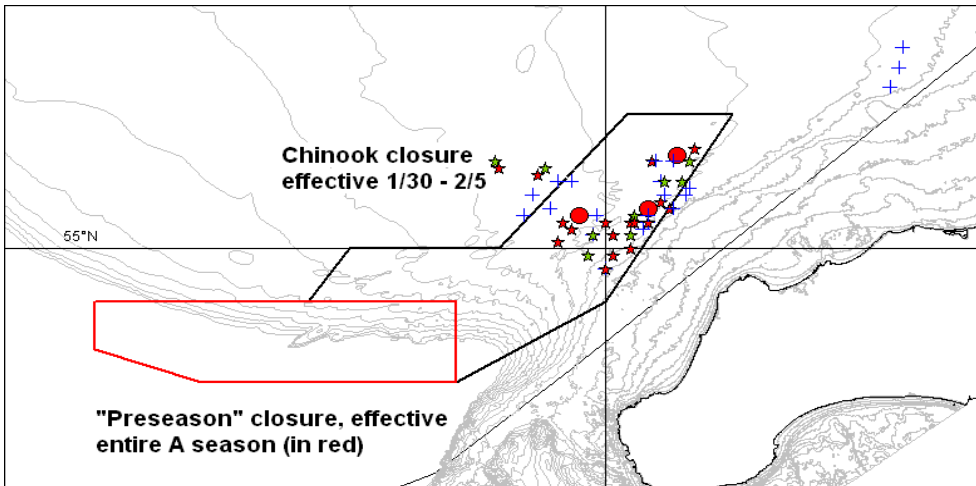 Chinook closure
effective 1/30 - 2/5
55°N
"Preseason" closure, effective
entire A season (in red)